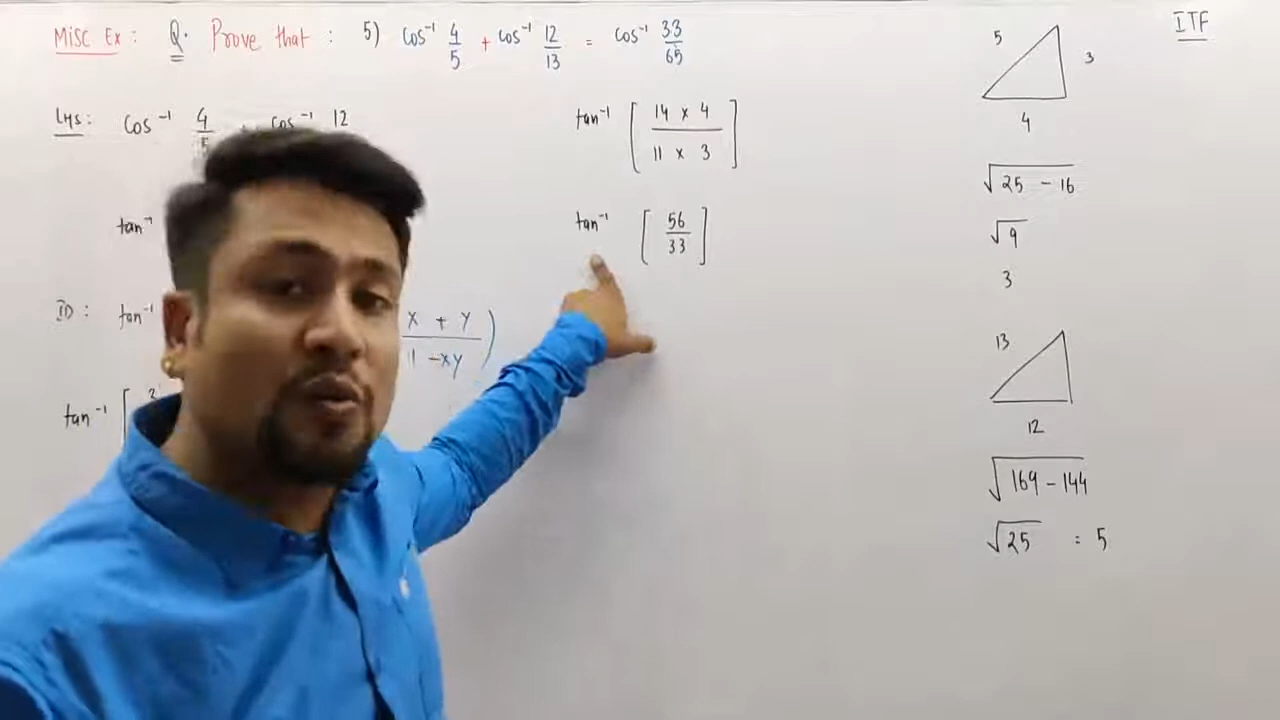 Misc Ex : Q. Prove that : 5) cos⁻¹ 4/5 + cos⁻¹ 12/13 = cos⁻¹ 33/65
LHS : cos⁻¹ 4/5 cos⁻¹ 12
tan⁻¹
ID : tan⁻¹ x + y / 1 - xy )
tan⁻¹ [
tan⁻¹ [ 14 x 4 / 11 x 3 ]
tan⁻¹ [ 56 / 33 ]
ITF
5
3
4
√25 - 16
√9
3
13
12
√169 - 144
√25 = 5